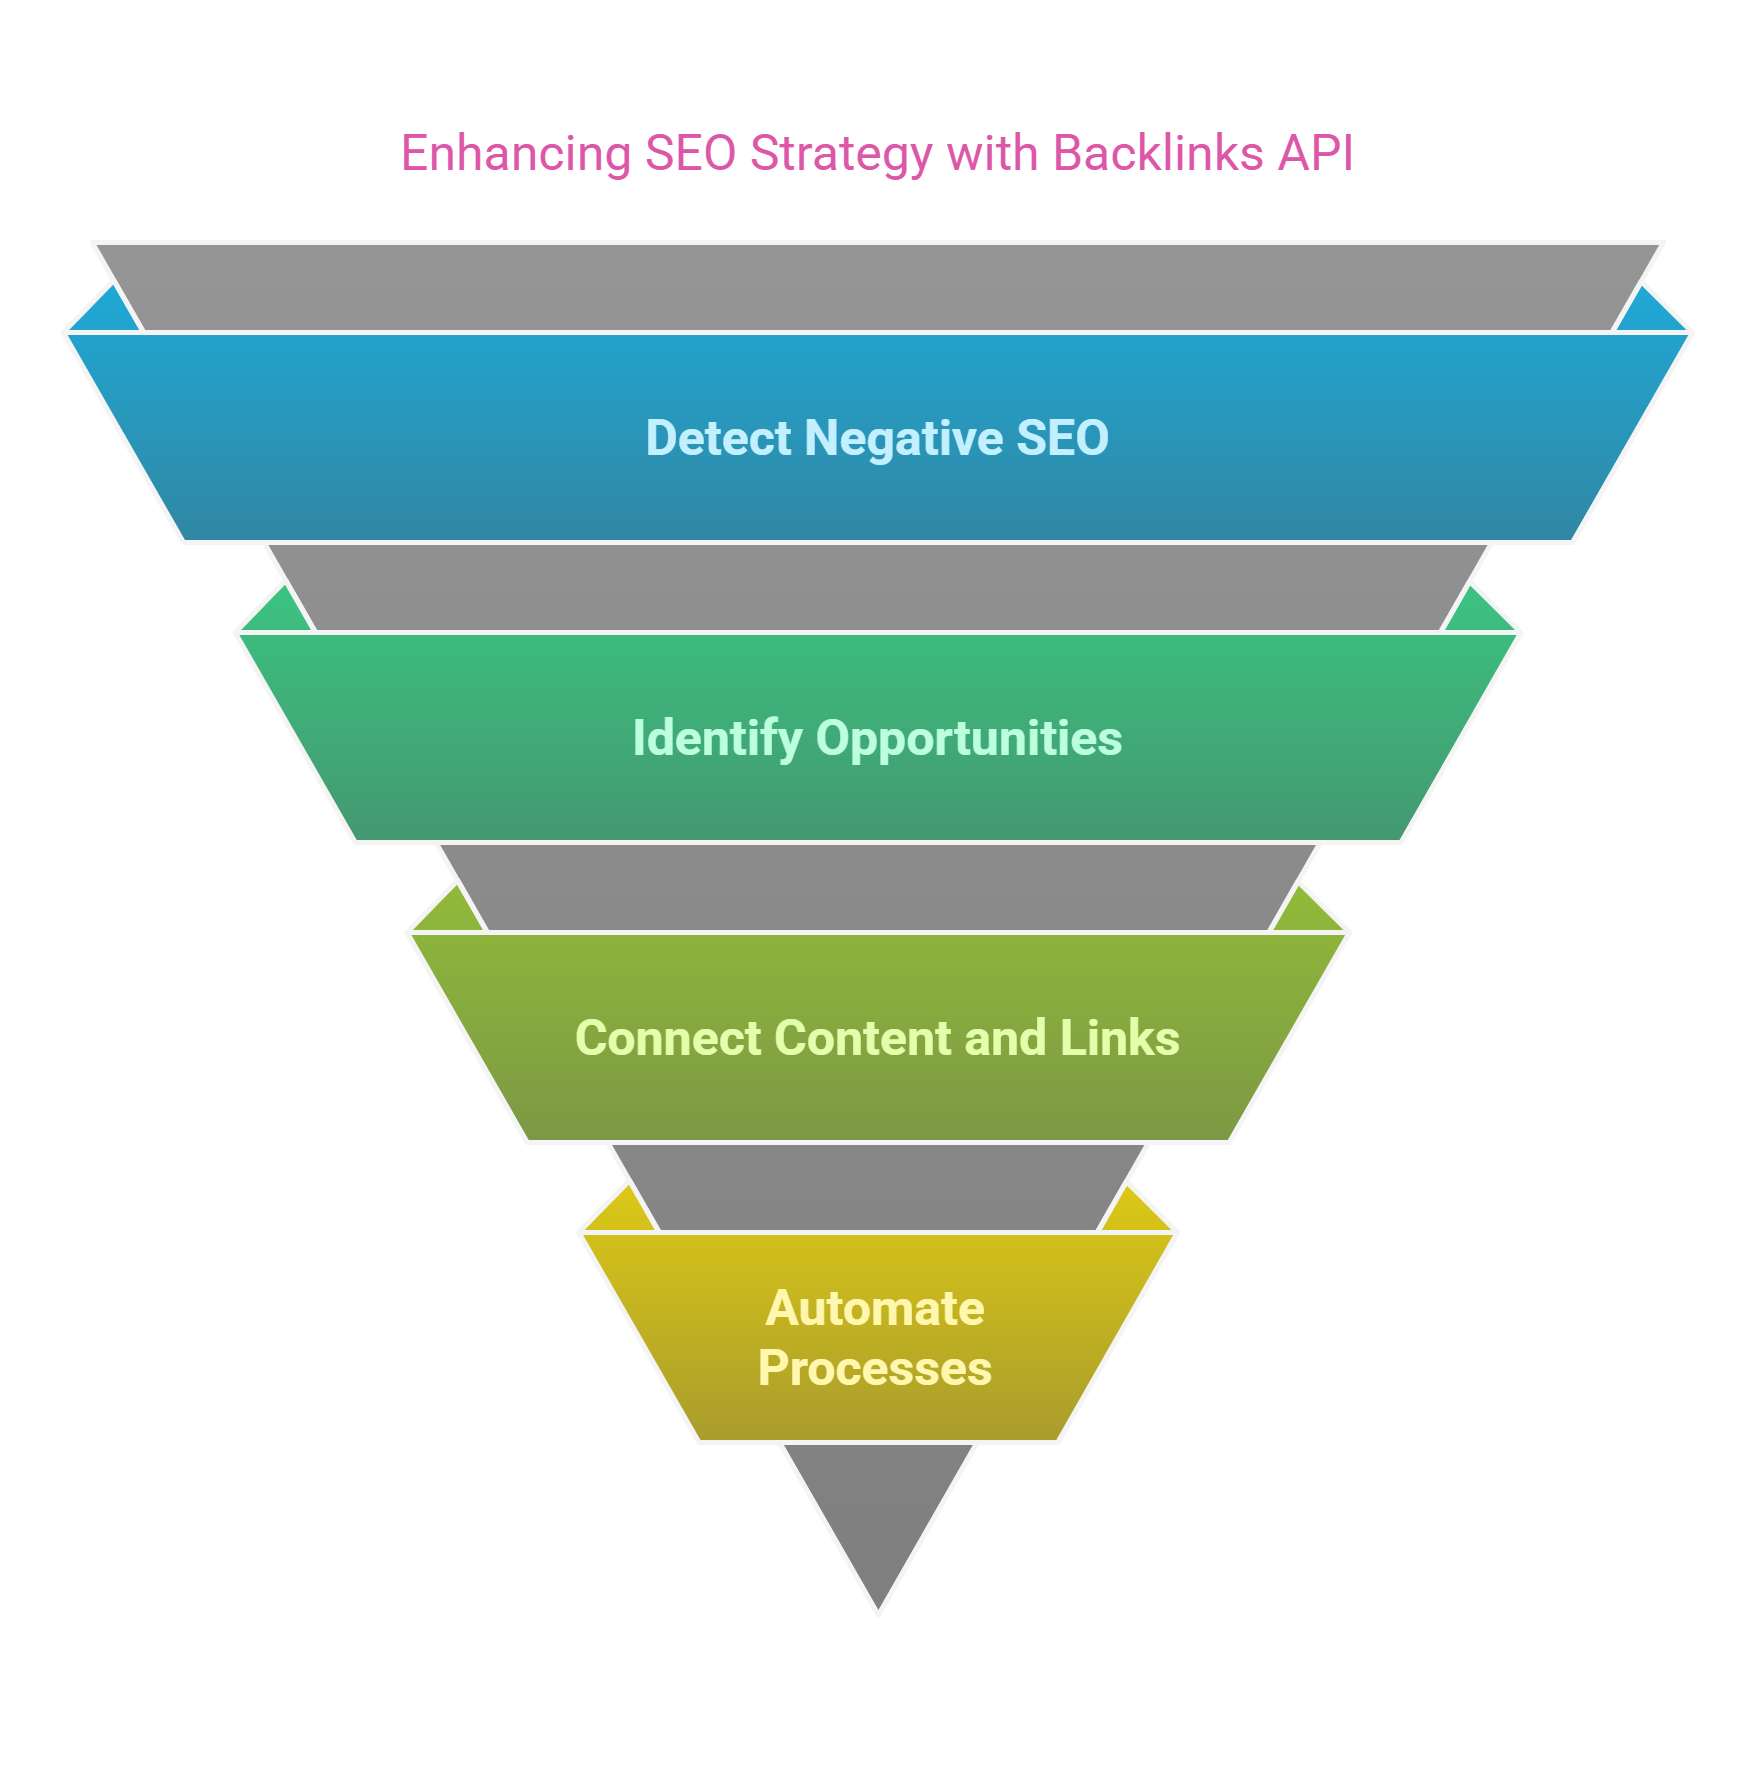 Enhancing SEO Strategy with Backlinks API
Detect Negative SEO
Identify Opportunities
Connect Content and Links
Automate
Processes